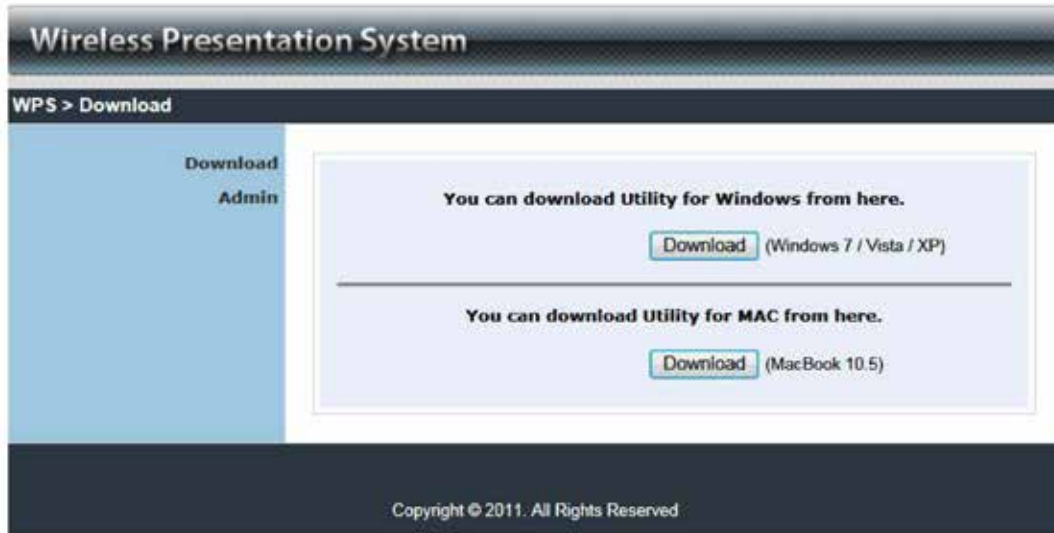 Wireless Presentation System
WPS > Download
Download
Admin
You can download Utility for Windows from here.
Download (Windows 7 / Vista / XP)
You can download Utility for MAC from here.
Download (MacBook 10.5)
Copyright © 2011. All Rights Reserved